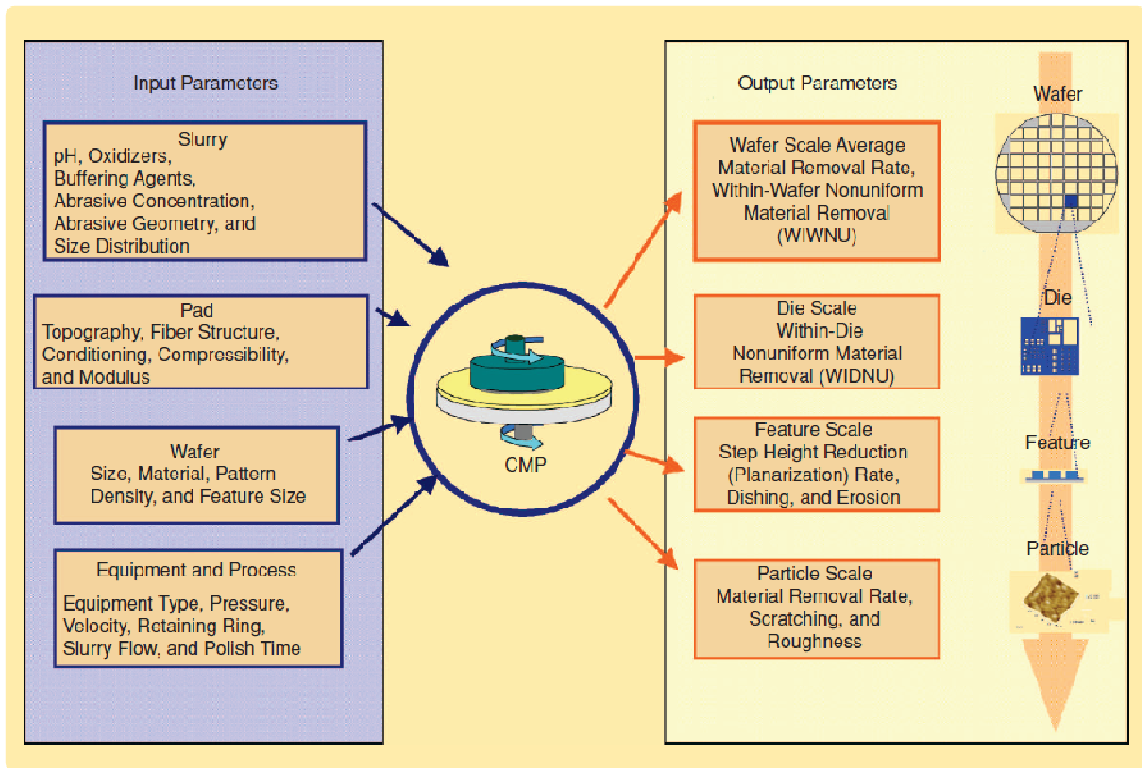 Input Parameters
Slurry
pH, Oxidizers,
Buffering Agents,
Abrasive Concentration,
Abrasive Geometry, and
Size Distribution
Pad
Topography, Fiber Structure,
Conditioning, Compressibility,
and Modulus
Wafer
Size, Material, Pattern
Density, and Feature Size
Equipment and Process
Equipment Type, Pressure,
Velocity, Retaining Ring,
Slurry Flow, and Polish Time
CMP
Output Parameters
Wafer Scale Average
Material Removal Rate,
Within-Wafer Nonuniform
Material Removal
(WIWNU)
Die Scale
Within-Die
Nonuniform Material
Removal (WIDNU)
Feature Scale
Step Height Reduction
(Planarization) Rate,
Dishing, and Erosion
Particle Scale
Material Removal Rate,
Scratching, and
Roughness
Wafer
Die
Feature
Particle